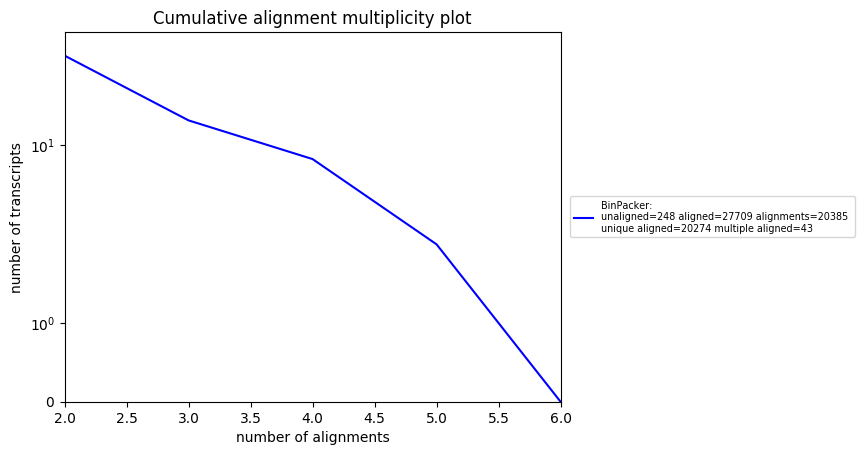 Cumulative alignment multiplicity plot
number of transcripts
10^1
10^0
0
2.0 2.5 3.0 3.5 4.0 4.5 5.0 5.5 6.0
number of alignments
BinPacker:
unaligned=248 aligned=27709 alignments=20385
unique aligned=20274 multiple aligned=43